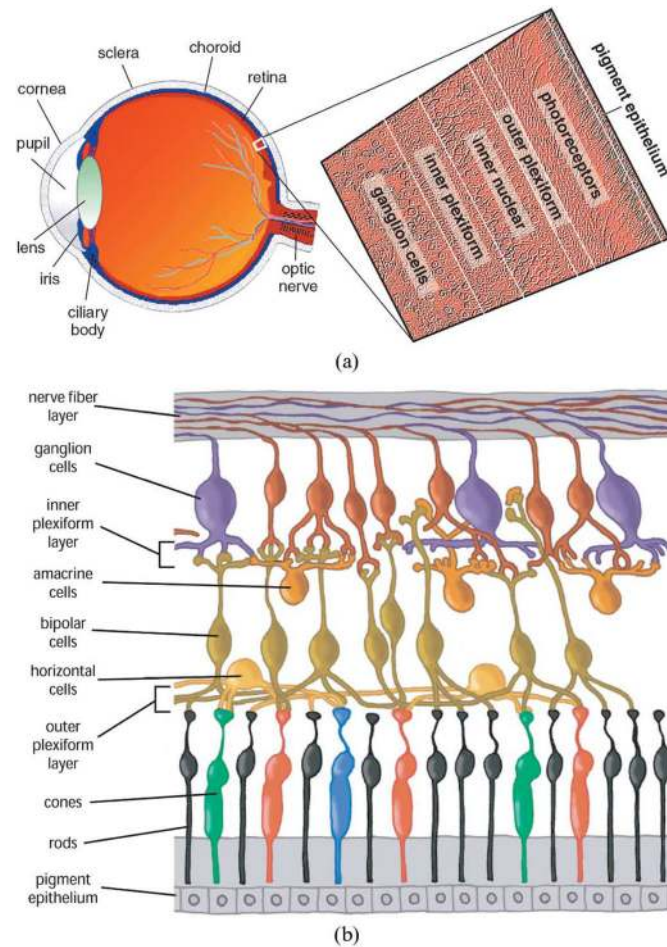 sclera
choroid
retina
cornea
pupil
lens
iris
ciliary
body
optic
nerve
ganglion cells
inner plexiform
inner nuclear
outer plexiform
photoreceptors
pigment epithelium
(a)
nerve fiber
layer
ganglion
cells
inner
plexiform
layer
amacrine
cells
bipolar
cells
horizontal
cells
outer
plexiform
layer
cones
rods
pigment
epithelium
(b)